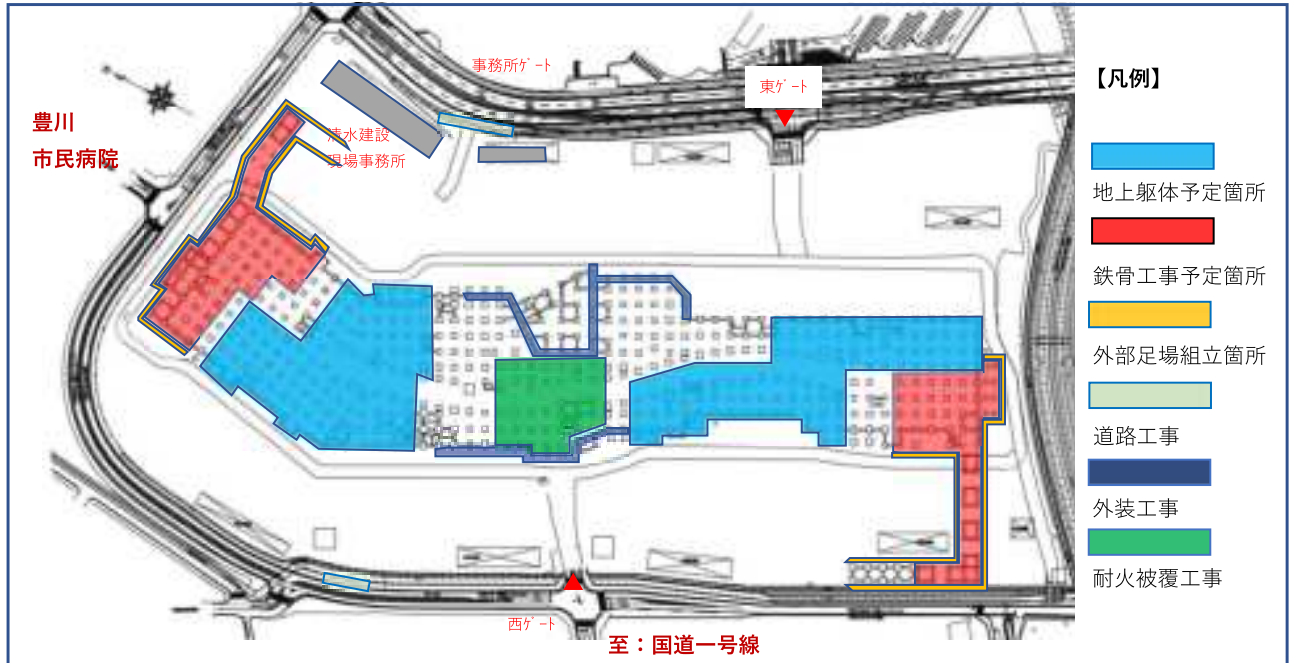 事務所ｹﾞｰﾄ
東ｹﾞｰﾄ
豊川
市民病院
清水建設
現場事務所
西ｹﾞｰﾄ
至：国道一号線
【凡例】
地上躯体予定箇所
鉄骨工事予定箇所
外部足場組立箇所
道路工事
外装工事
耐火被覆工事